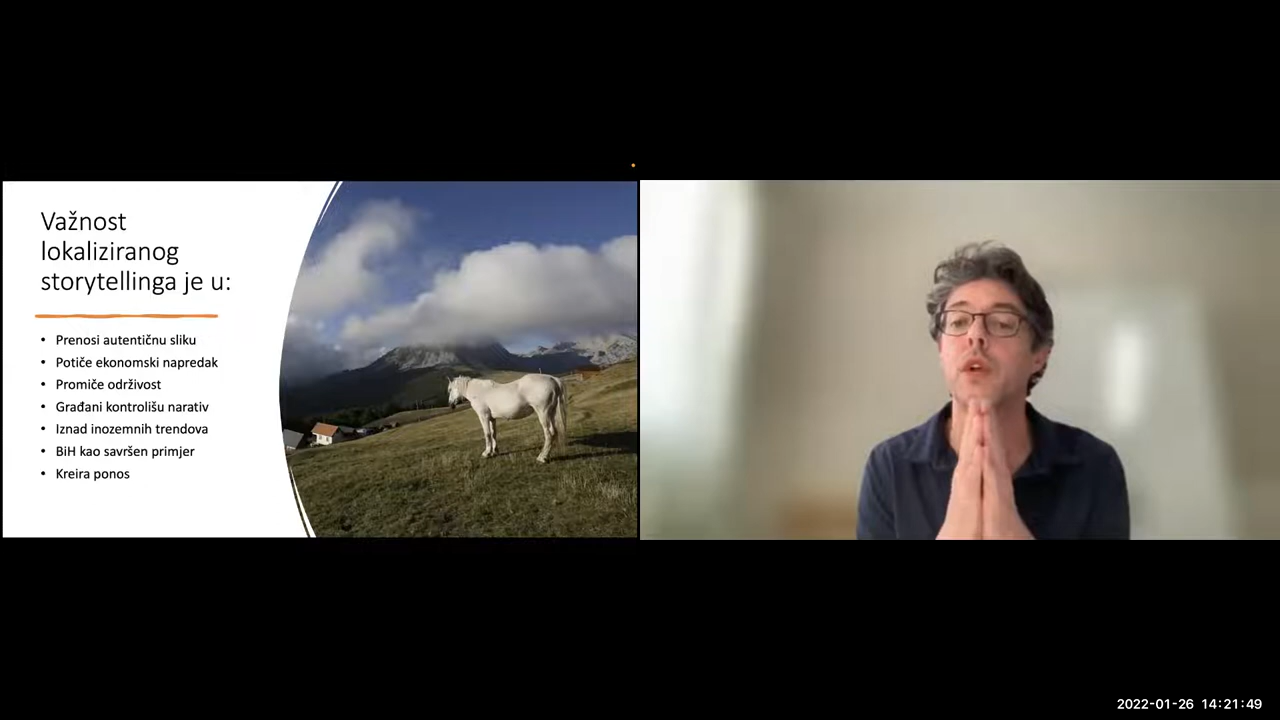 Važnost
lokaliziranog
storytellinga je u:
• Prenosi autentičnu sliku
• Potiče ekonomski napredak
• Promiče održivost
• Građani kontrolišu narativ
• Iznad inozemnih trendova
• BiH kao savršen primjer
• Kreira ponos
2022-01-26 14:21:49